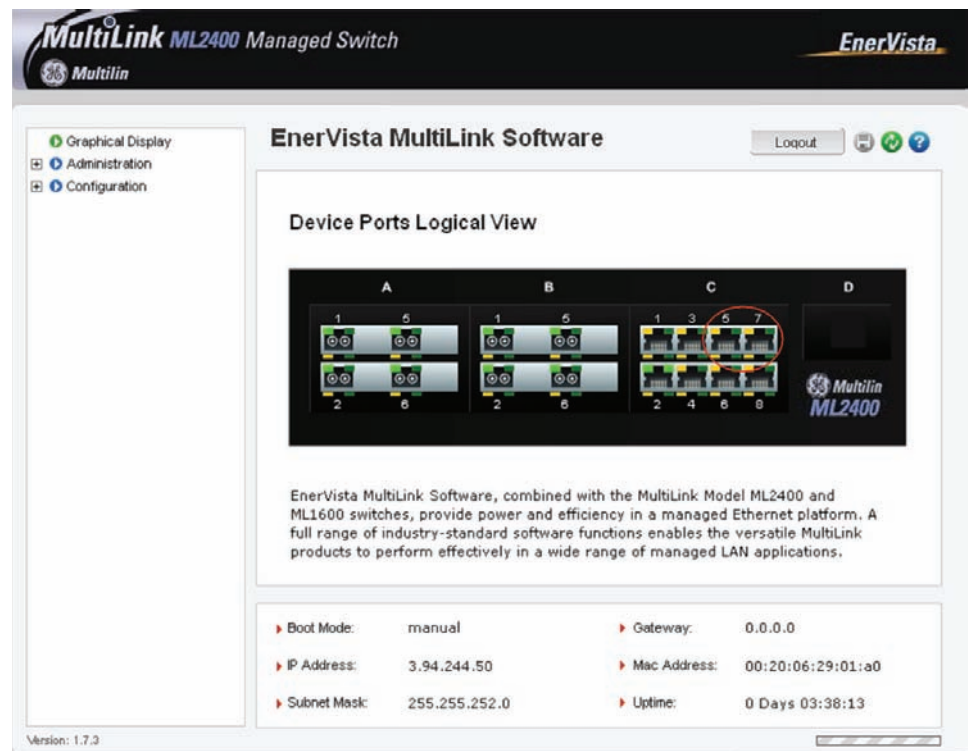 MultiLink ML2400 Managed Switch
Multilin
EnerVista
Graphical Display
Administration
Configuration
EnerVista MultiLink Software
Logout
Device Ports Logical View
A B C D
1 5 1 5 1 3 5 7
2 6 2 6 2 4 6 8
Multilin
ML2400
EnerVista MultiLink Software, combined with the MultiLink Model ML2400 and
ML1600 switches, provide power and efficiency in a managed Ethernet platform. A
full range of industry-standard software functions enables the versatile MultiLink
products to perform effectively in a wide range of managed LAN applications.
Boot Mode: manual Gateway: 0.0.0.0
IP Address: 3.94.244.50 Mac Address: 00:20:06:29:01:a0
Subnet Mask: 255.255.252.0 Uptime: 0 Days 03:38:13
Version: 1.7.3